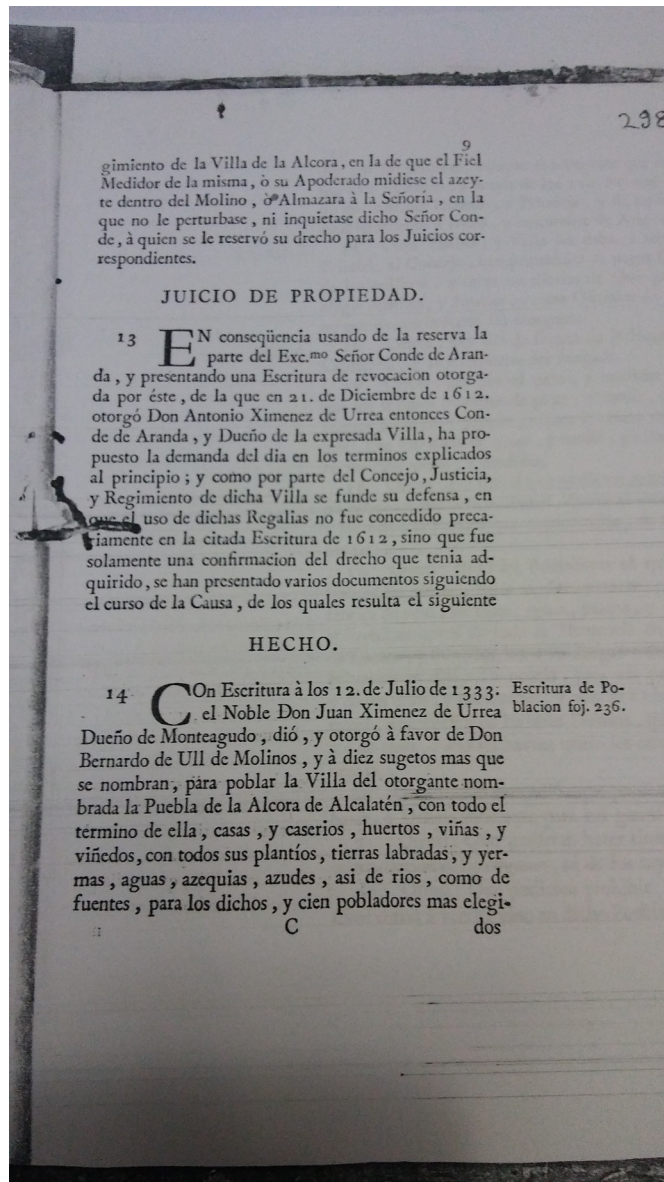 298
9
gimiento de la Villa de la Alcora, en la de que el Fiel
Medidor de la misma, ò su Apoderado midiese el azey-
te dentro del Molino, ò Almazara à la Señoria, en la
que no le perturbase, ni inquietase dicho Señor Con-
de, à quien se le reservó su drecho para los Juicios cor-
respondientes.
JUICIO DE PROPIEDAD.
13 EN conseqüencia usando de la reserva la
parte del Exc.mo Señor Conde de Aran-
da, y presentando una Escritura de revocacion otorga-
da por éste, de la que en 21. de Diciembre de 1612.
otorgó Don Antonio Ximenez de Urrea entonces Con-
de de Aranda, y Dueño de la expresada Villa, ha pro-
puesto la demanda del dia en los terminos explicados
al principio; y como por parte del Concejo, Justicia,
y Regimiento de dicha Villa se funde su defensa, en
que el uso de dichas Regalias no fue concedido preca-
riamente en la citada Escritura de 1612, sino que fue
solamente una confirmacion del drecho que tenia ad-
quirido, se han presentado varios documentos siguiendo
el curso de la Causa, de los quales resulta el siguiente
HECHO.
14 COn Escritura à los 12. de Julio de 1333. Escritura de Po-
el Noble Don Juan Ximenez de Urrea blacion foj. 236.
Dueño de Monteagudo, dió, y otorgó à favor de Don
Bernardo de Ull de Molinos, y à diez sugetos mas que
se nombran, para poblar la Villa del otorgante nom-
brada la Puebla de la Alcora de Alcalatén, con todo el
termino de ella, casas, y caserios, huertos, viñas, y
viñedos, con todos sus plantíos, tierras labradas, y yer-
mas, aguas, azequias, azudes, asi de rios, como de
fuentes, para los dichos, y cien pobladores mas elegi-
C dos